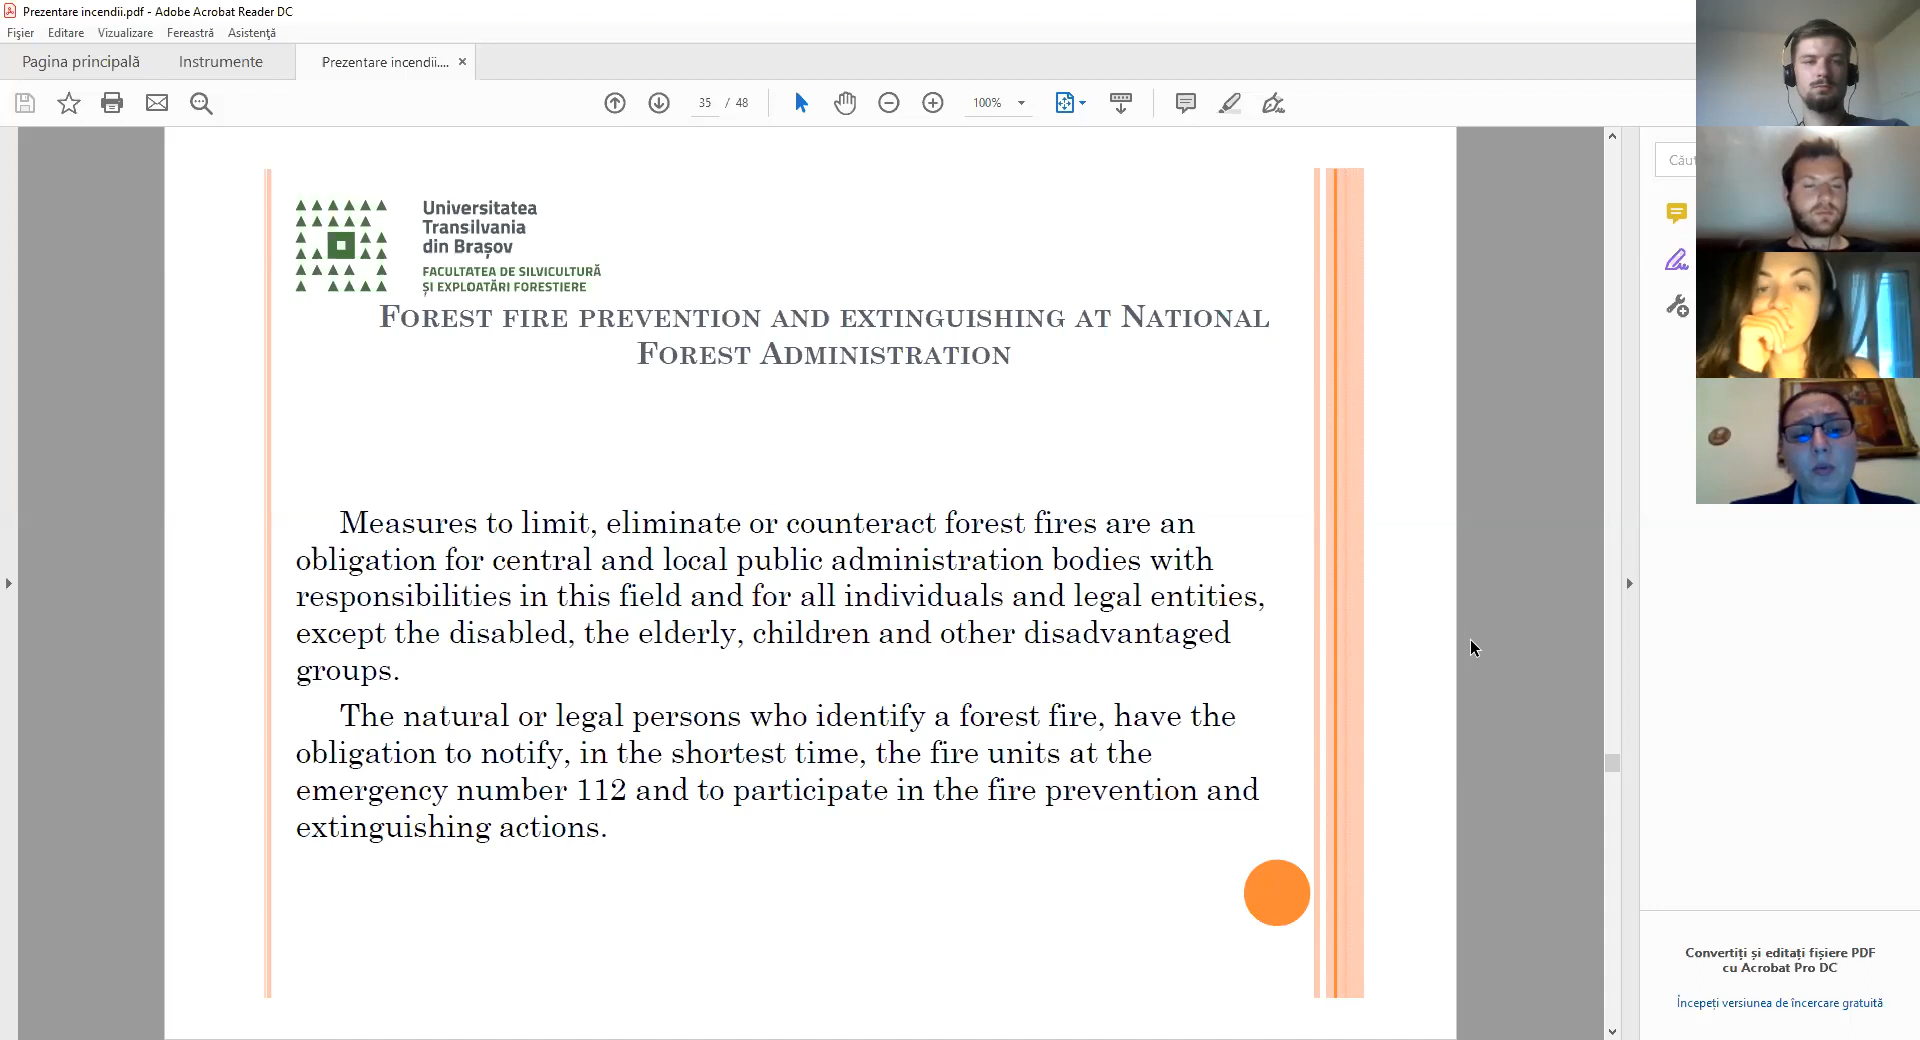 Prezentare incendii.pdf - Adobe Acrobat Reader DC
Fișier Editare Vizualizare Fereastră Asistență
Pagina principală Instrumente Prezentare incendii.... ×
35 / 48 100%
Universitatea
Transilvania
din Brașov
FACULTATEA DE SILVICULTURĂ
ȘI EXPLOATĂRI FORESTIERE
FOREST FIRE PREVENTION AND EXTINGUISHING AT NATIONAL
FOREST ADMINISTRATION
Measures to limit, eliminate or counteract forest fires are an
obligation for central and local public administration bodies with
responsibilities in this field and for all individuals and legal entities,
except the disabled, the elderly, children and other disadvantaged
groups.
The natural or legal persons who identify a forest fire, have the
obligation to notify, in the shortest time, the fire units at the
emergency number 112 and to participate in the fire prevention and
extinguishing actions.
Convertiți și editați fișiere PDF
cu Acrobat Pro DC
Începeți versiunea de încercare gratuită